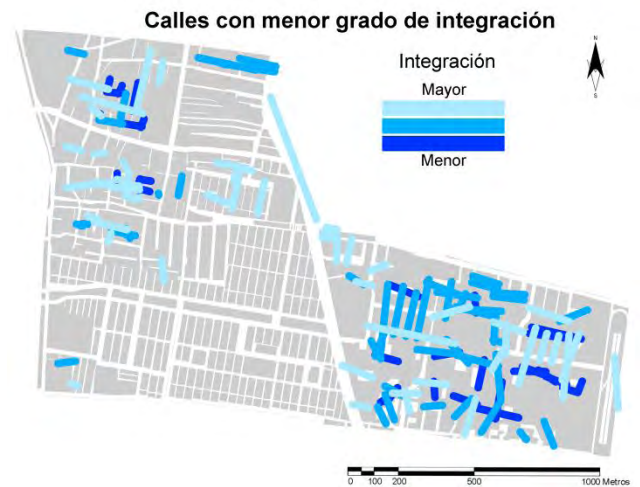 Calles con menor grado de integración
Integración
Mayor
Menor
N
S
0 100 200 500 1000 Metros